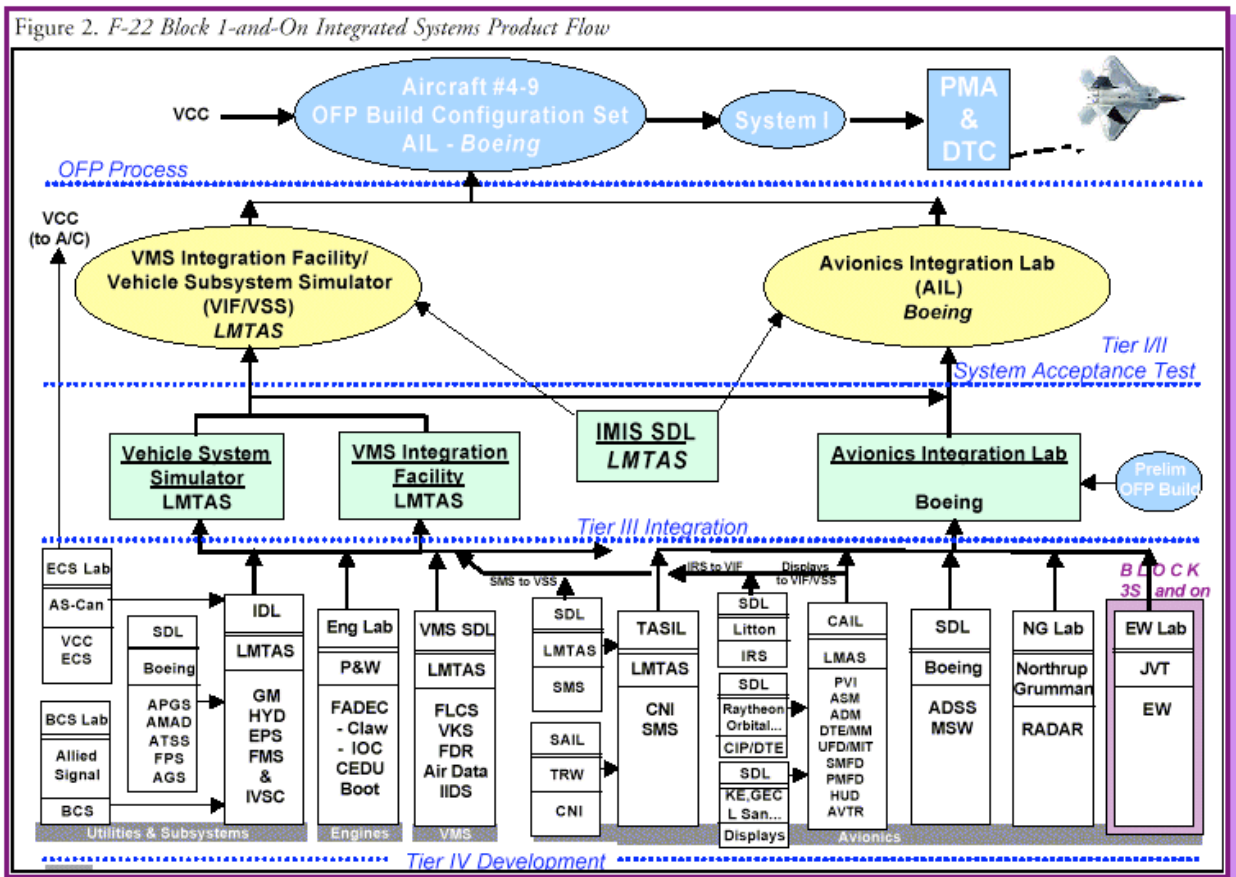 Figure 2. F-22 Block 1-and-On Integrated Systems Product Flow
VCC
Aircraft #4-9
OFP Build Configuration Set
AIL - Boeing
System I
PMA
&
DTC
OFP Process
VCC
(to A/C)
VMS Integration Facility/
Vehicle Subsystem Simulator
(VIF/VSS)
LMTAS
Avionics Integration Lab
(AIL)
Boeing
Tier I/II
System Acceptance Test
Vehicle System
Simulator
LMTAS
VMS Integration
Facility
LMTAS
IMIS SDL
LMTAS
Avionics Integration Lab
Boeing
Prelim
OFP Build
Tier III Integration
SMS to VSS
IRS to VIF
Displays
to VIF/VSS
BLOCK
3S and on
ECS Lab
AS-Can
VCC
ECS
BCS Lab
Allied
Signal
BCS
SDL
Boeing
APGS
AMAD
ATSS
FPS
AGS
IDL
LMTAS
GM
HYD
EPS
FMS
&
IVSC
Eng Lab
P&W
FADEC
- Claw
- IOC
CEDU
Boot
VMS SDL
LMTAS
FLCS
VKS
FDR
Air Data
IIDS
SDL
LMTAS
SMS
SAIL
TRW
CNI
TASIL
LMTAS
CNI
SMS
SDL
Litton
IRS
SDL
Raytheon
Orbital...
CIP/DTE
SDL
KE,GEC
L San...
Displays
CAIL
LMAS
PVI
ASM
ADM
DTE/MM
UFD/MIT
SMFD
PMFD
HUD
AVTR
SDL
Boeing
ADSS
MSW
NG Lab
Northrup
Grumman
RADAR
EW Lab
JVT
EW
Utilities & Subsystems
Engines
VMS
Avionics
Tier IV Development